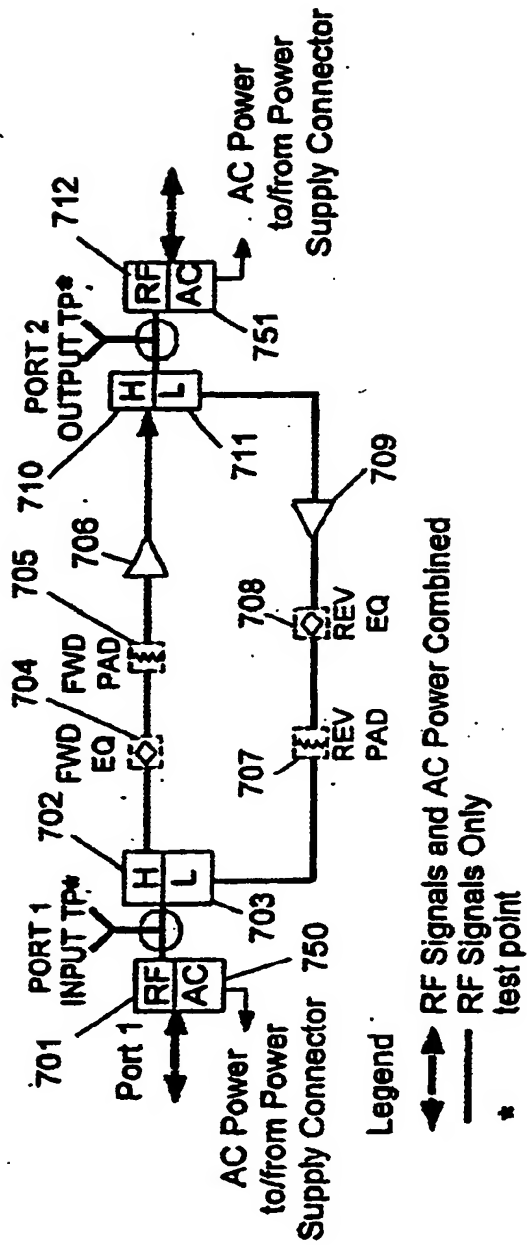 701
Port 1
RF
AC
750
AC Power
to/from Power
Supply Connector
PORT 1
INPUT TP*
702
H
L
703
FWD
EQ
704
FWD
PAD
705
706
707
REV
PAD
708
REV
EQ
709
710
H
L
711
PORT 2
OUTPUT TP*
712
RF
AC
751
AC Power
to/from Power
Supply Connector
Legend
RF Signals and AC Power Combined
RF Signals Only
* test point